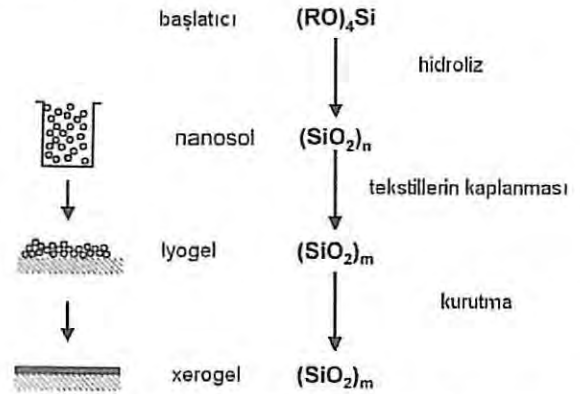 başlatıcı (RO)₄Si
hidroliz
nanosol (SiO₂)ₙ
tekstillerin kaplanması
lyogel (SiO₂)ₘ
kurutma
xerogel (SiO₂)ₘ